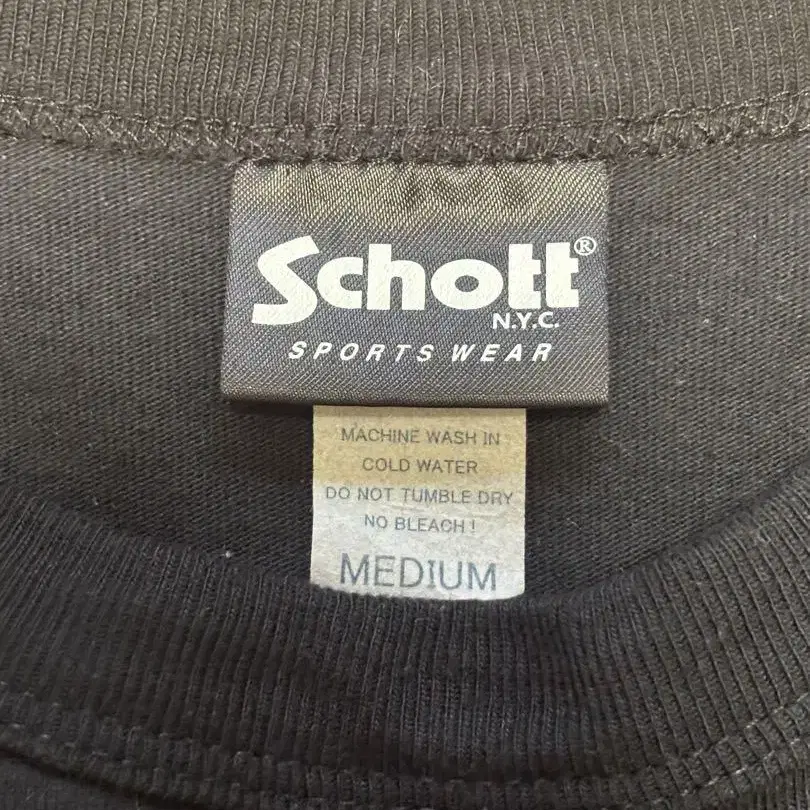 Schott®
N.Y.C.
SPORTS WEAR
MACHINE WASH IN
COLD WATER
DO NOT TUMBLE DRY
NO BLEACH !
MEDIUM